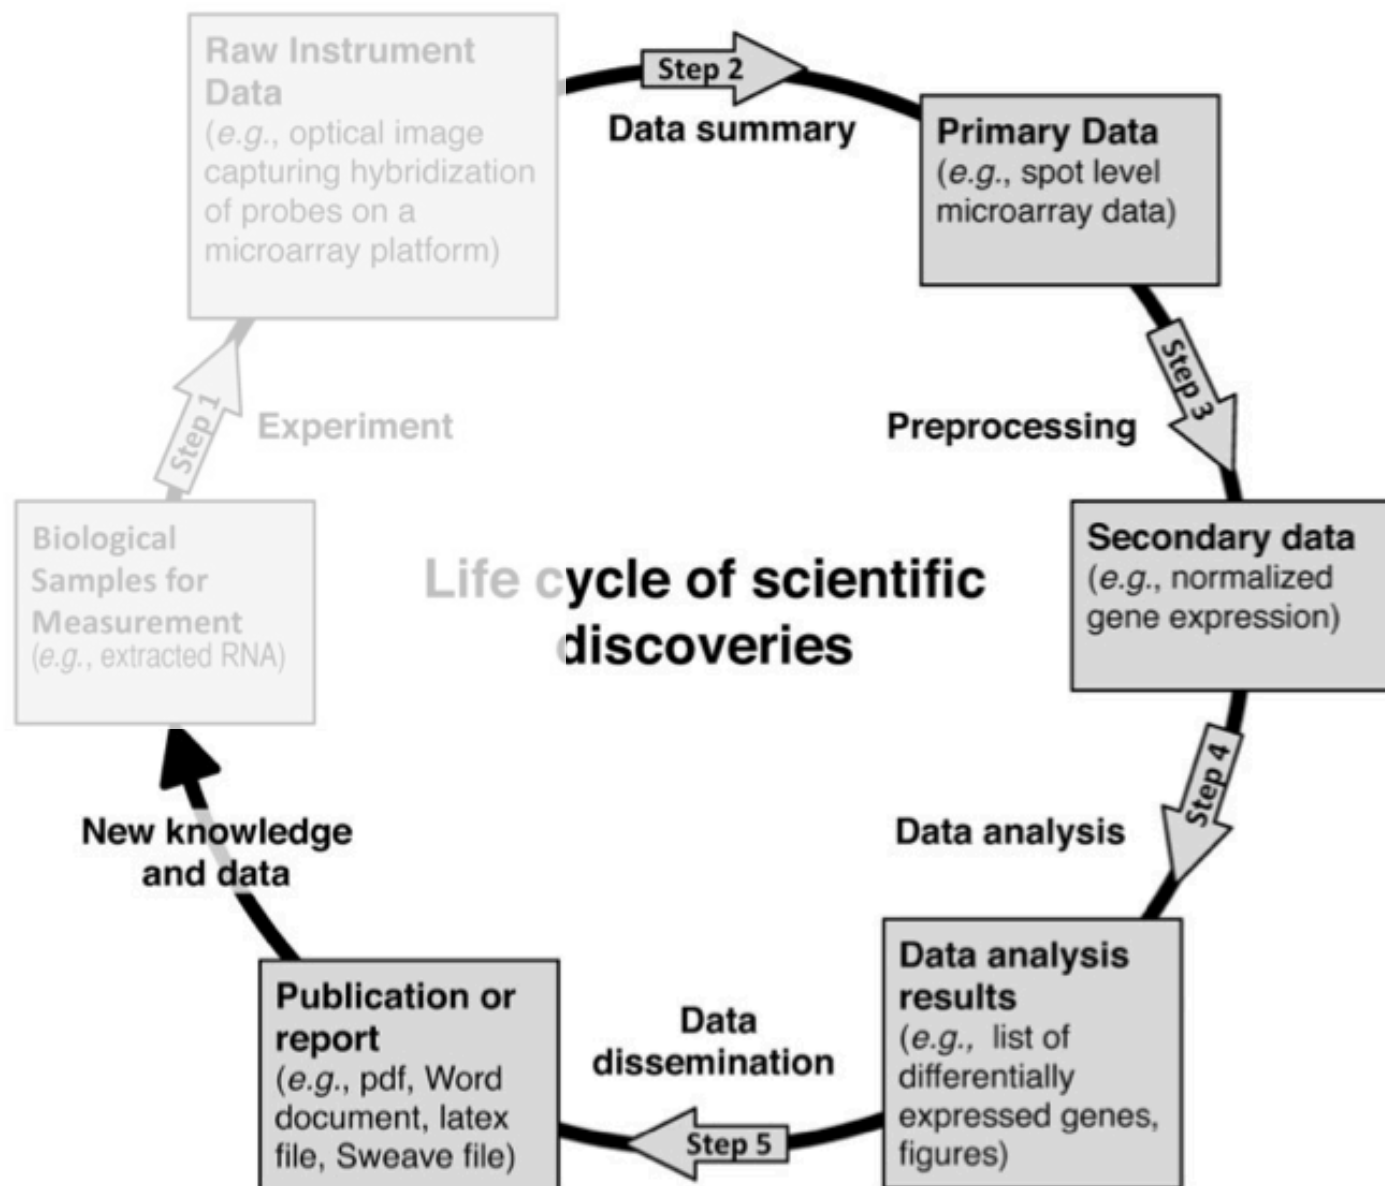 Raw Instrument
Data
(e.g., optical image
capturing hybridization
of probes on a
microarray platform)
Step 2
Data summary
Primary Data
(e.g., spot level
microarray data)
Step 1
Experiment
Step 3
Preprocessing
Biological
Samples for
Measurement
(e.g., extracted RNA)
Life cycle of scientific
discoveries
Secondary data
(e.g., normalized
gene expression)
Step 4
Data analysis
New knowledge
and data
Publication or
report
(e.g., pdf, Word
document, latex
file, Sweave file)
Data
dissemination
Step 5
Data analysis
results
(e.g., list of
differentially
expressed genes,
figures)